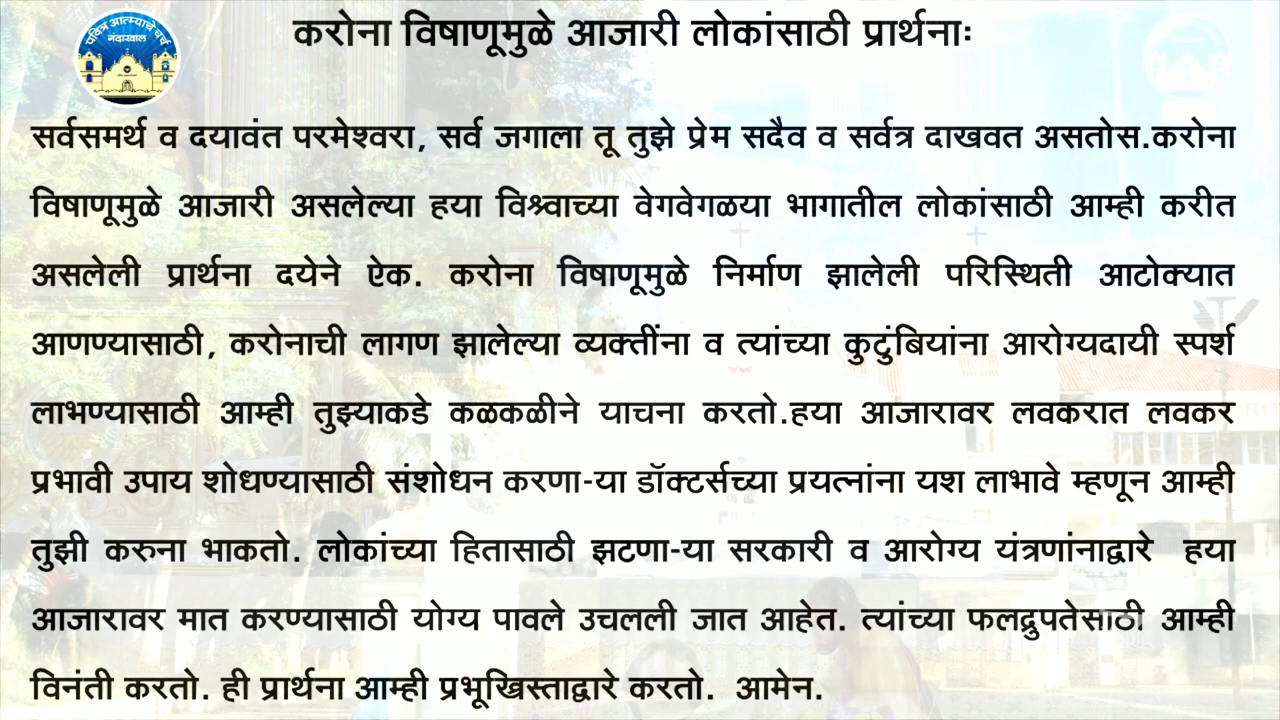 पवित्र आत्म्याचे चर्च
नंदाखाल
करोना विषाणूमुळे आजारी लोकांसाठी प्रार्थनाः
सर्वसमर्थ व दयावंत परमेश्वरा, सर्व जगाला तू तुझे प्रेम सदैव व सर्वत्र दाखवत असतोस.करोना
विषाणूमुळे आजारी असलेल्या हया विश्र्वाच्या वेगवेगळया भागातील लोकांसाठी आम्ही करीत
असलेली प्रार्थना दयेने ऐक. करोना विषाणूमुळे निर्माण झालेली परिस्थिती आटोक्यात
आणण्यासाठी, करोनाची लागण झालेल्या व्यक्तींना व त्यांच्या कुटुंबियांना आरोग्यदायी स्पर्श
लाभण्यासाठी आम्ही तुझ्याकडे कळकळीने याचना करतो.हया आजारावर लवकरात लवकर
प्रभावी उपाय शोधण्यासाठी संशोधन करणा-या डॉक्टर्सच्या प्रयत्नांना यश लाभावे म्हणून आम्ही
तुझी करुना भाकतो. लोकांच्या हितासाठी झटणा-या सरकारी व आरोग्य यंत्रणांनाद्वारे हया
आजारावर मात करण्यासाठी योग्य पावले उचलली जात आहेत. त्यांच्या फलद्रुपतेसाठी आम्ही
विनंती करतो. ही प्रार्थना आम्ही प्रभूखिस्ताद्वारे करतो. आमेन.